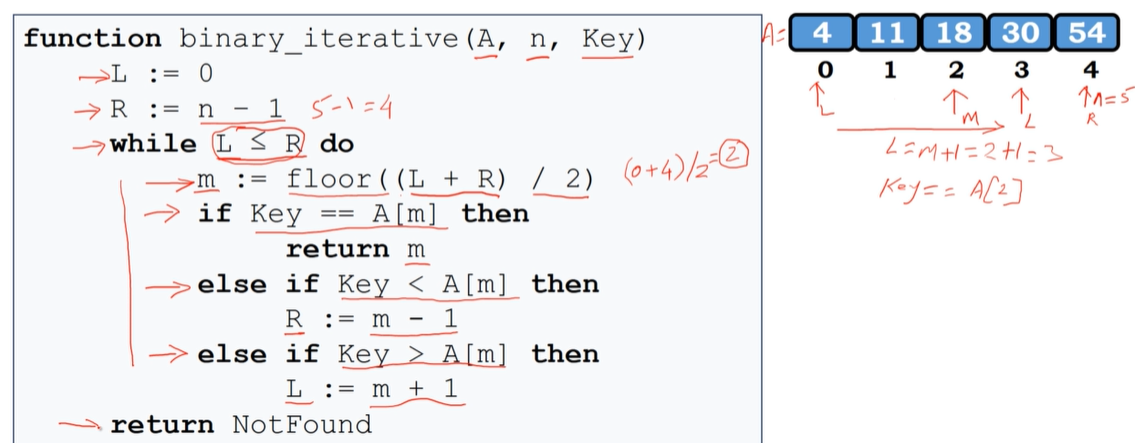 function binary_iterative(A, n, Key)
→L := 0
→ R := n - 1 5-1=4
→while L ≤ R do
→m := floor((L + R) / 2) (0+4)/2=2
→ if Key == A[m] then
return m
→else if Key < A[m] then
R := m - 1
→ else if Key > A[m] then
L := m + 1
→ return NotFound
A= 4 11 18 30 54
0 1 2 3 4
↑ ↑ ↑ ↑ n=5
L M L R
L=M+1=2+1=3
Key== A[2]